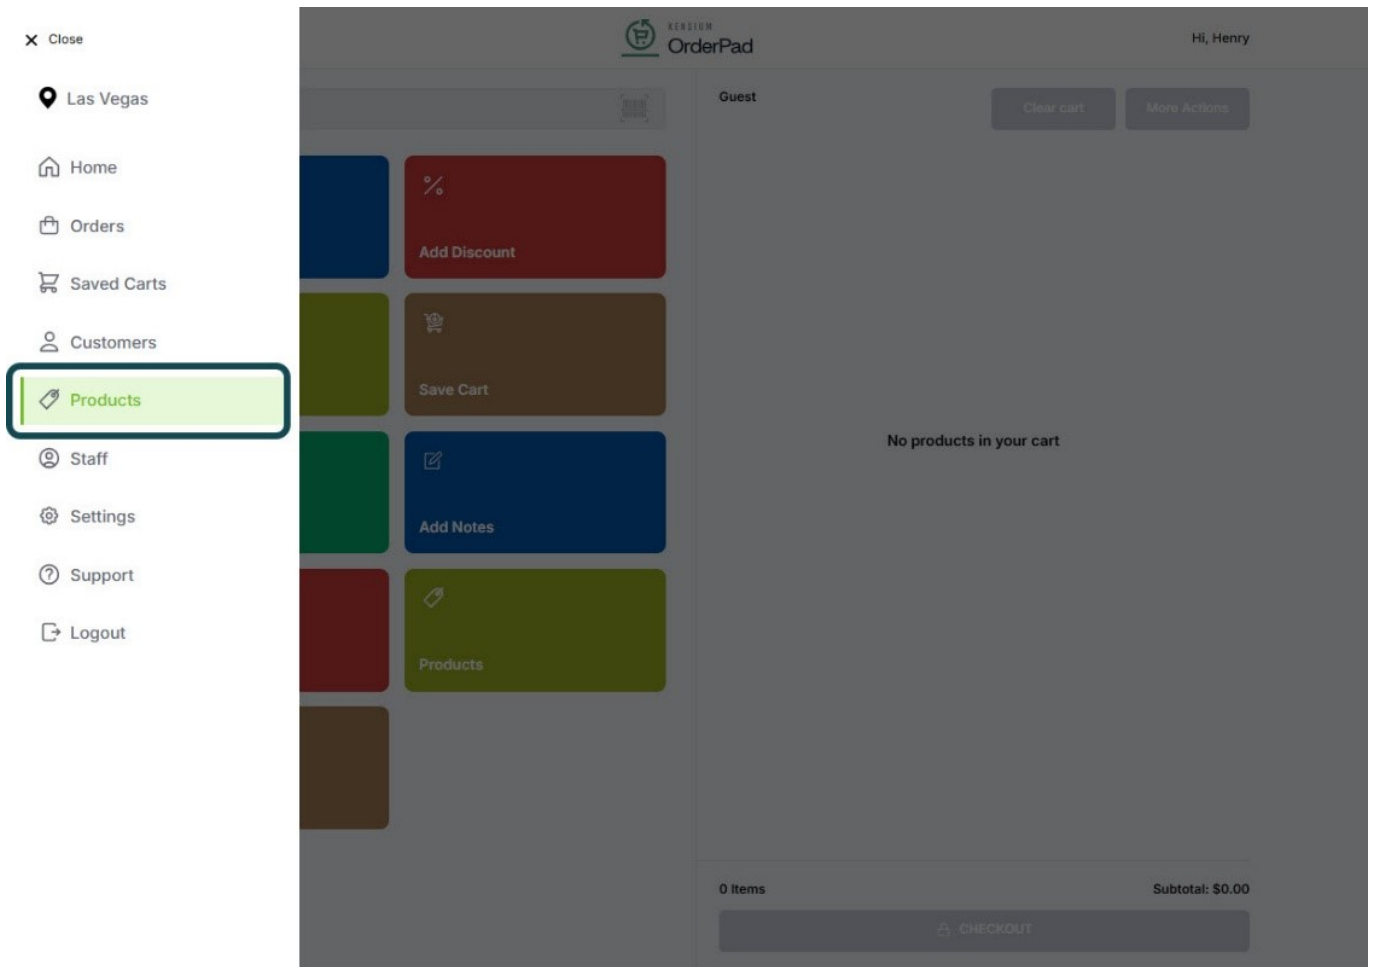 Close
Las Vegas
Home
Orders
Saved Carts
Customers
Products
Staff
Settings
Support
Logout
KENSIUM
OrderPad
Hi, Henry
Guest
Clear cart
More Actions
Add Discount
Save Cart
Add Notes
Products
No products in your cart
0 Items
Subtotal: $0.00
CHECKOUT